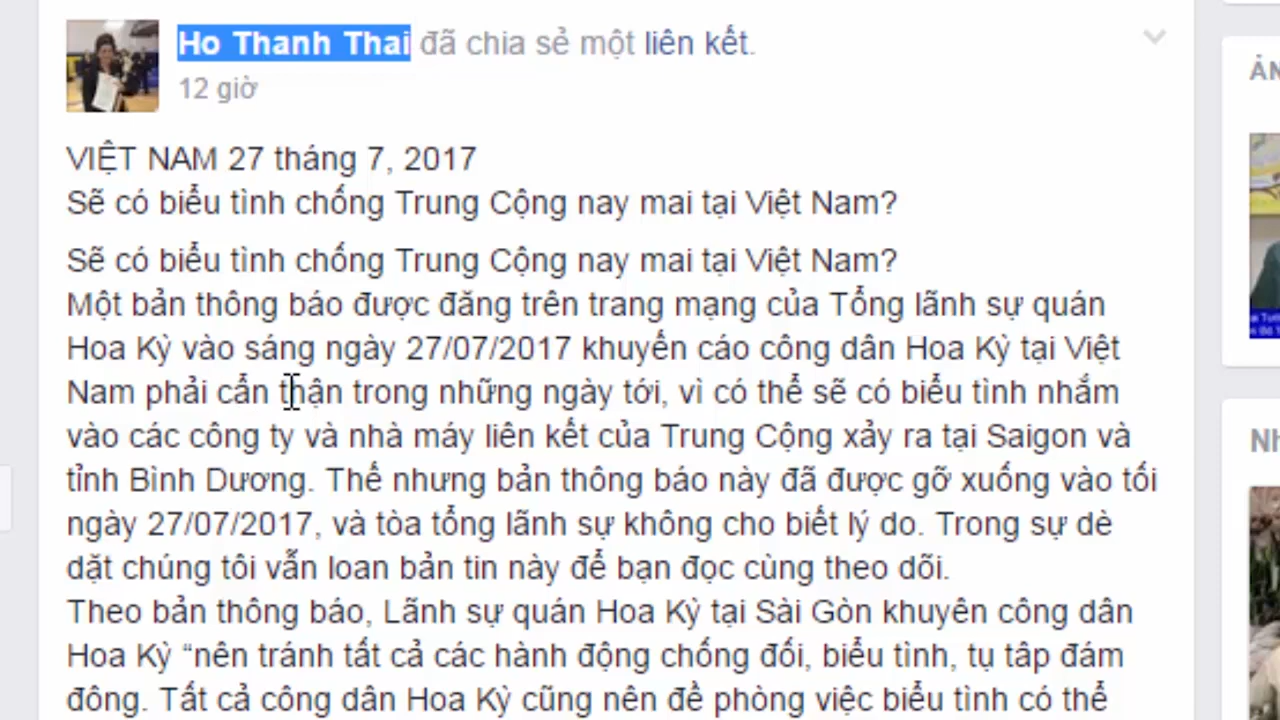 Ho Thanh Thai đã chia sẻ một liên kết.
12 giờ
VIỆT NAM 27 tháng 7, 2017
Sẽ có biểu tình chống Trung Cộng nay mai tại Việt Nam?
Sẽ có biểu tình chống Trung Cộng nay mai tại Việt Nam?
Một bản thông báo được đăng trên trang mạng của Tổng lãnh sự quán
Hoa Kỳ vào sáng ngày 27/07/2017 khuyến cáo công dân Hoa Kỳ tại Việt
Nam phải cẩn thận trong những ngày tới, vì có thể sẽ có biểu tình nhắm
vào các công ty và nhà máy liên kết của Trung Cộng xảy ra tại Saigon và
tỉnh Bình Dương. Thế nhưng bản thông báo này đã được gỡ xuống vào tối
ngày 27/07/2017, và tòa tổng lãnh sự không cho biết lý do. Trong sự dè
dặt chúng tôi vẫn loan bản tin này để bạn đọc cùng theo dõi.
Theo bản thông báo, Lãnh sự quán Hoa Kỳ tại Sài Gòn khuyên công dân
Hoa Kỳ “nên tránh tất cả các hành động chống đối, biểu tình, tụ tâp đám
đông. Tất cả công dân Hoa Kỳ cũng nên đề phòng việc biểu tình có thể